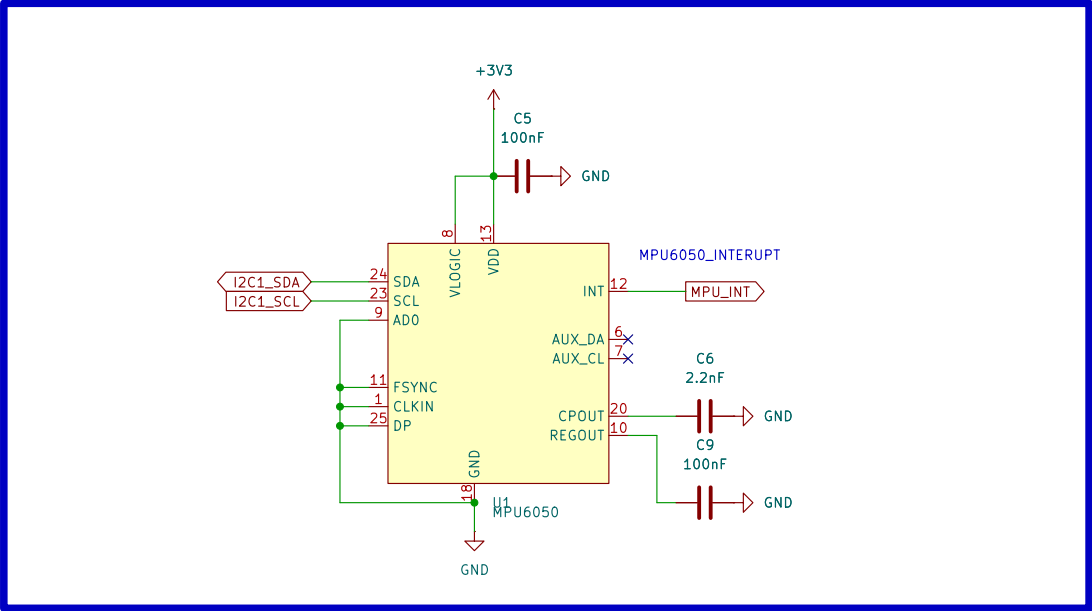 +3V3
C5
100nF
GND
8
13
VLOGIC
VDD
MPU6050_INTERUPT
I2C1_SDA
24
SDA
I2C1_SCL
23
SCL
9
AD0
INT
12
MPU_INT
AUX_DA
6
AUX_CL
7
C6
2.2nF
11
FSYNC
1
CLKIN
25
DP
CPOUT
20
GND
REGOUT
10
C9
100nF
GND
18
U1
MPU6050
GND
GND